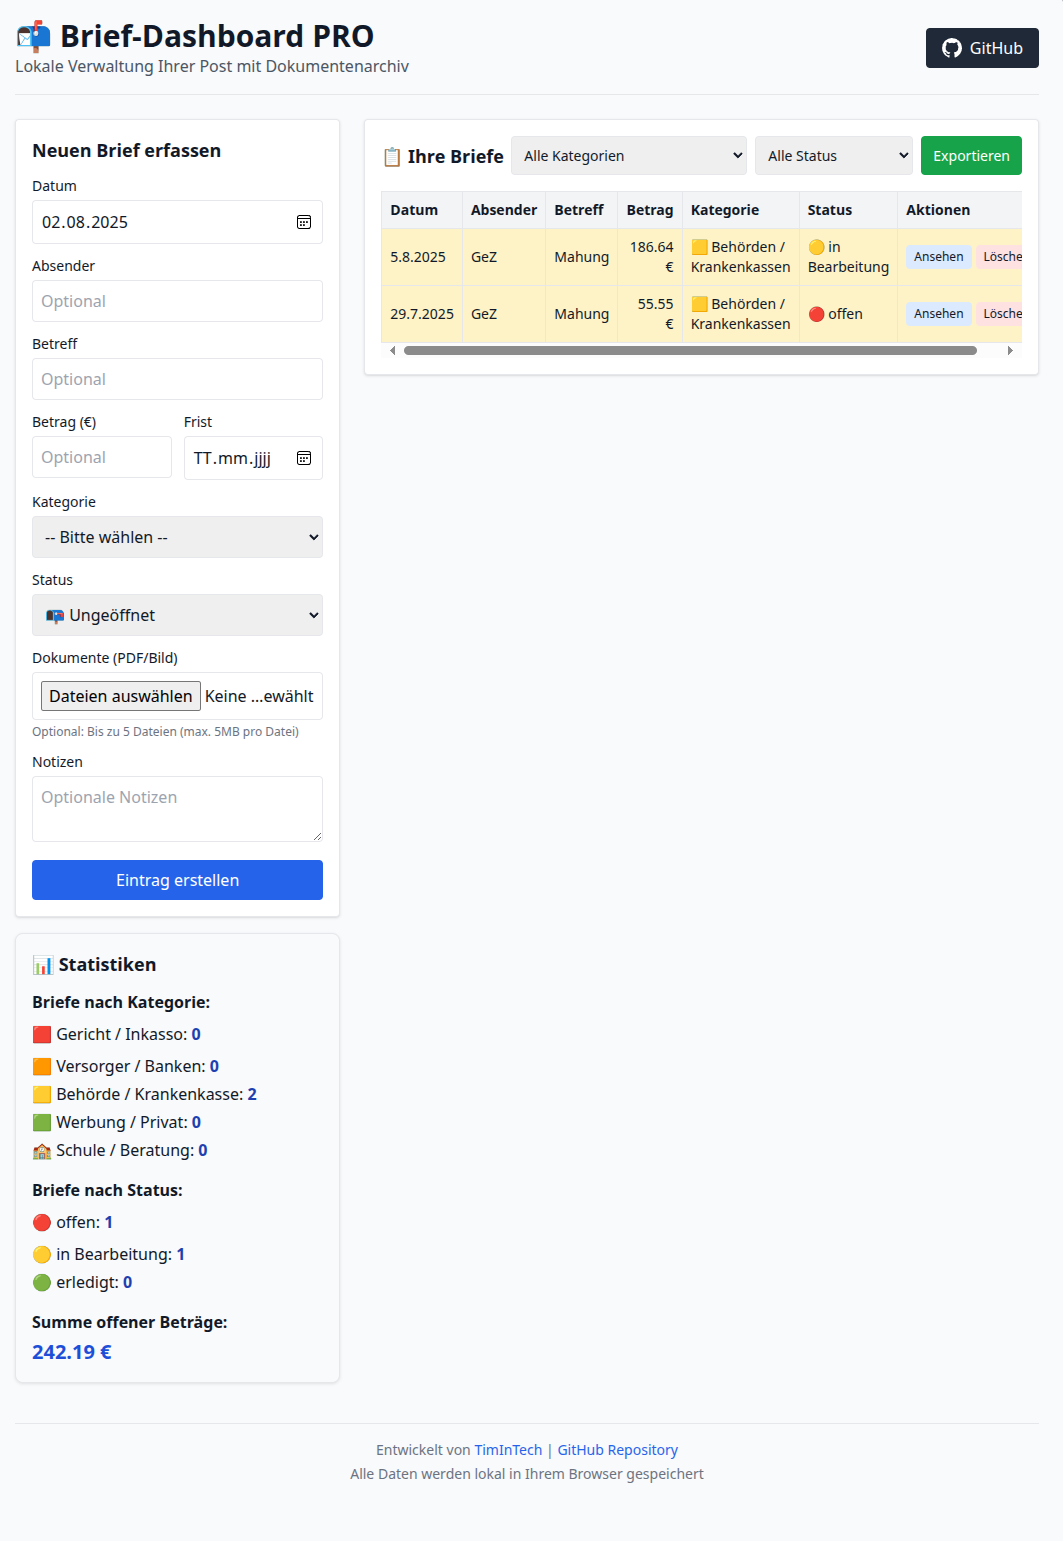 📬 Brief-Dashboard PRO
Lokale Verwaltung Ihrer Post mit Dokumentenarchiv
GitHub
Neuen Brief erfassen
Datum
02.08.2025
Absender
Optional
Betreff
Optional
Betrag (€) Frist
Optional TT.mm.jjjj
Kategorie
-- Bitte wählen --
Status
📭 Ungeöffnet
Dokumente (PDF/Bild)
Dateien auswählen Keine ...ewählt
Optional: Bis zu 5 Dateien (max. 5MB pro Datei)
Notizen
Optionale Notizen
Eintrag erstellen
📊 Statistiken
Briefe nach Kategorie:
🟥 Gericht / Inkasso: 0
🟧 Versorger / Banken: 0
🟨 Behörde / Krankenkasse: 2
🟩 Werbung / Privat: 0
🏫 Schule / Beratung: 0
Briefe nach Status:
🔴 offen: 1
🟡 in Bearbeitung: 1
🟢 erledigt: 0
Summe offener Beträge:
242.19 €
📋 Ihre Briefe Alle Kategorien Alle Status Exportieren
Datum Absender Betreff Betrag Kategorie Status Aktionen
5.8.2025 GeZ Mahung 186.64 € 🟨 Behörden / Krankenkassen 🟡 in Bearbeitung Ansehen Lösche
29.7.2025 GeZ Mahung 55.55 € 🟨 Behörden / Krankenkassen 🔴 offen Ansehen Lösche
Entwickelt von TimInTech | GitHub Repository
Alle Daten werden lokal in Ihrem Browser gespeichert